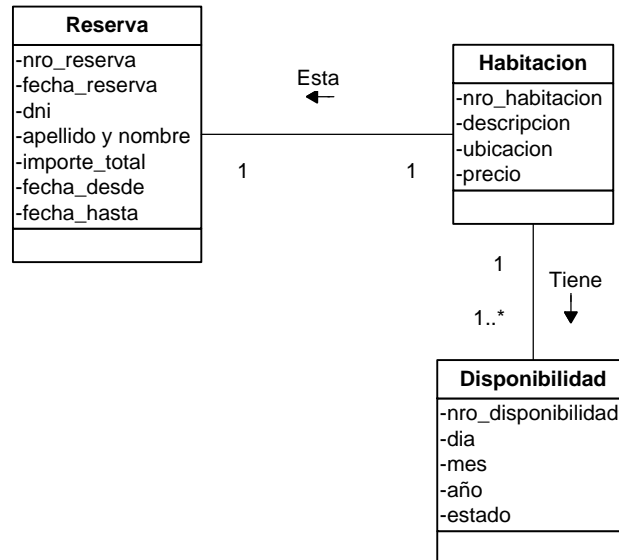 Reserva
-nro_reserva
-fecha_reserva
-dni
-apellido y nombre
-importe_total
-fecha_desde
-fecha_hasta
Esta
1
1
Habitacion
-nro_habitacion
-descripcion
-ubicacion
-precio
1
Tiene
1..*
Disponibilidad
-nro_disponibilidad
-dia
-mes
-año
-estado